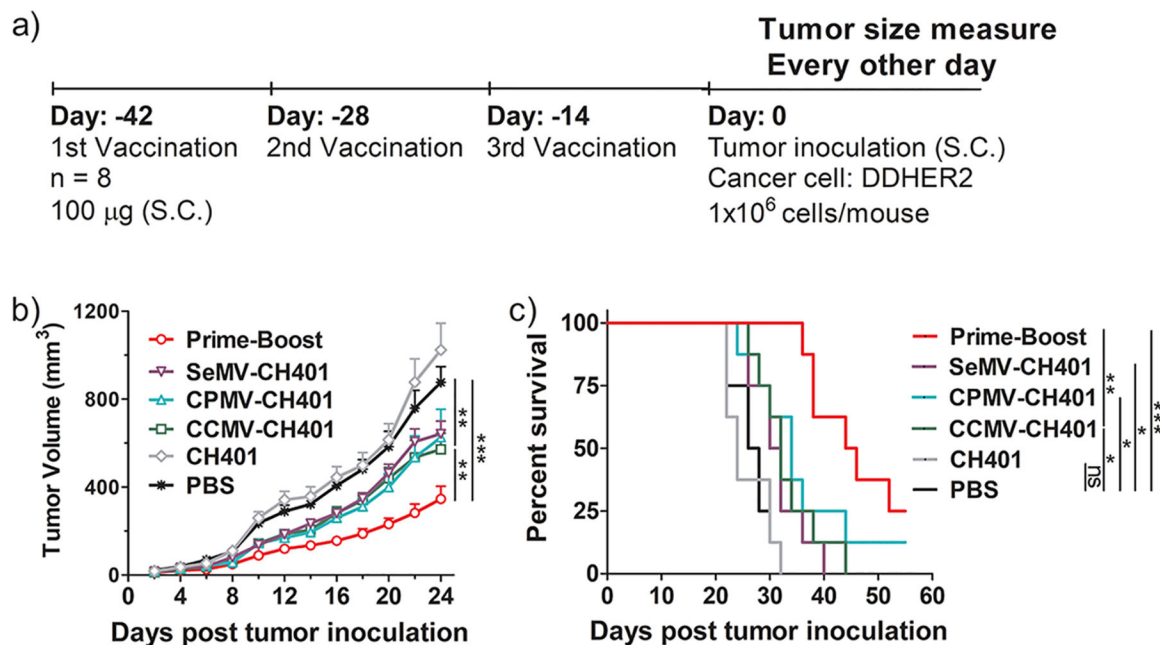 a)
Tumor size measure
Every other day
Day: -42
1st Vaccination
n = 8
100 μg (S.C.)
Day: -28
2nd Vaccination
Day: -14
3rd Vaccination
Day: 0
Tumor inoculation (S.C.)
Cancer cell: DDHER2
1x10⁶ cells/mouse
b)
Tumor Volume (mm³)
1200
800
400
0
Prime-Boost
SeMV-CH401
CPMV-CH401
CCMV-CH401
CH401
PBS
**
**
***
0 4 8 12 16 20 24
Days post tumor inoculation
c)
Percent survival
100
75
50
25
0
Prime-Boost
SeMV-CH401
CPMV-CH401
CCMV-CH401
CH401
PBS
ns
**
*
*
*
***
0 10 20 30 40 50 60
Days post tumor inoculation